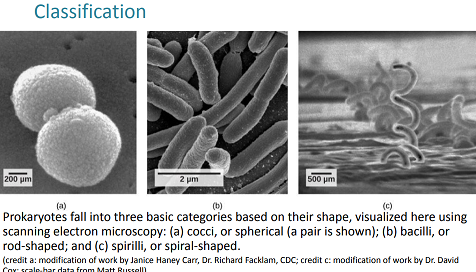 Classification
200 µm
2 µm
500 µm
(a)
(b)
(c)
Prokaryotes fall into three basic categories based on their shape, visualized here using
scanning electron microscopy: (a) cocci, or spherical (a pair is shown); (b) bacilli, or
rod-shaped; and (c) spirilli, or spiral-shaped.
(credit a: modification of work by Janice Haney Carr, Dr. Richard Facklam, CDC; credit c: modification of work by Dr. David
Cox; scale-bar data from Matt Russell)